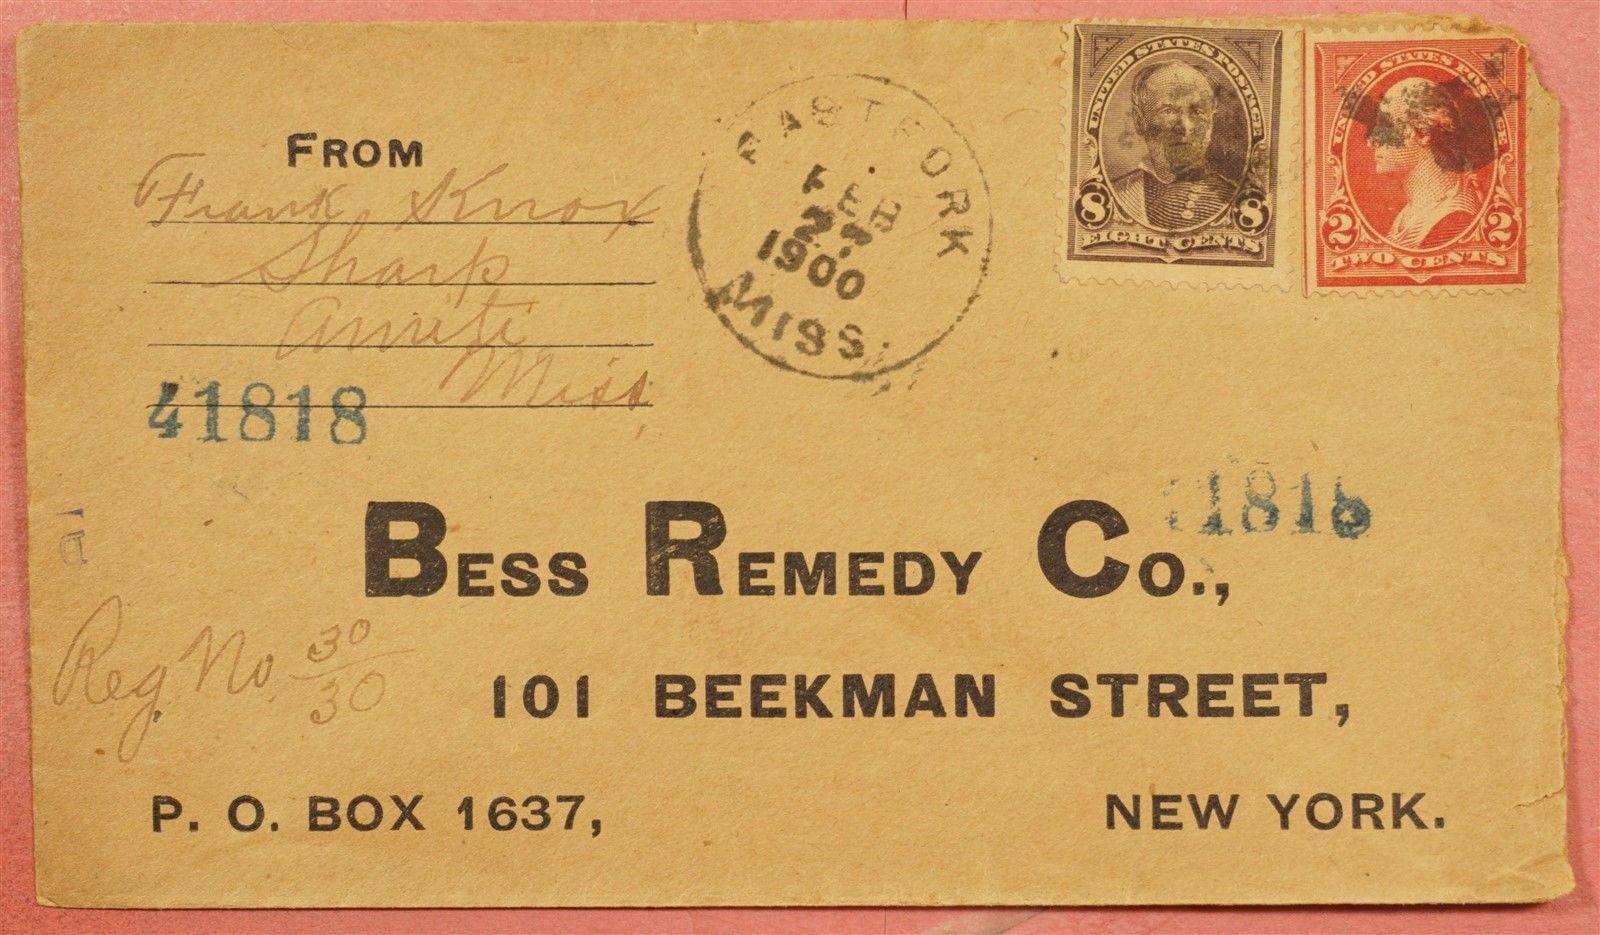 FROM
Frank Knox
Sharp
Amite
Miss
41818
EASTFORK
FEB
27
1900
MISS.
UNITED STATES POSTAGE
8 8
EIGHT CENTS
UNITED STATES POSTAGE
2 2
TWO CENTS
1818
BESS REMEDY CO.,
Reg. No. 30/30
101 BEEKMAN STREET,
P. O. BOX 1637,
NEW YORK.